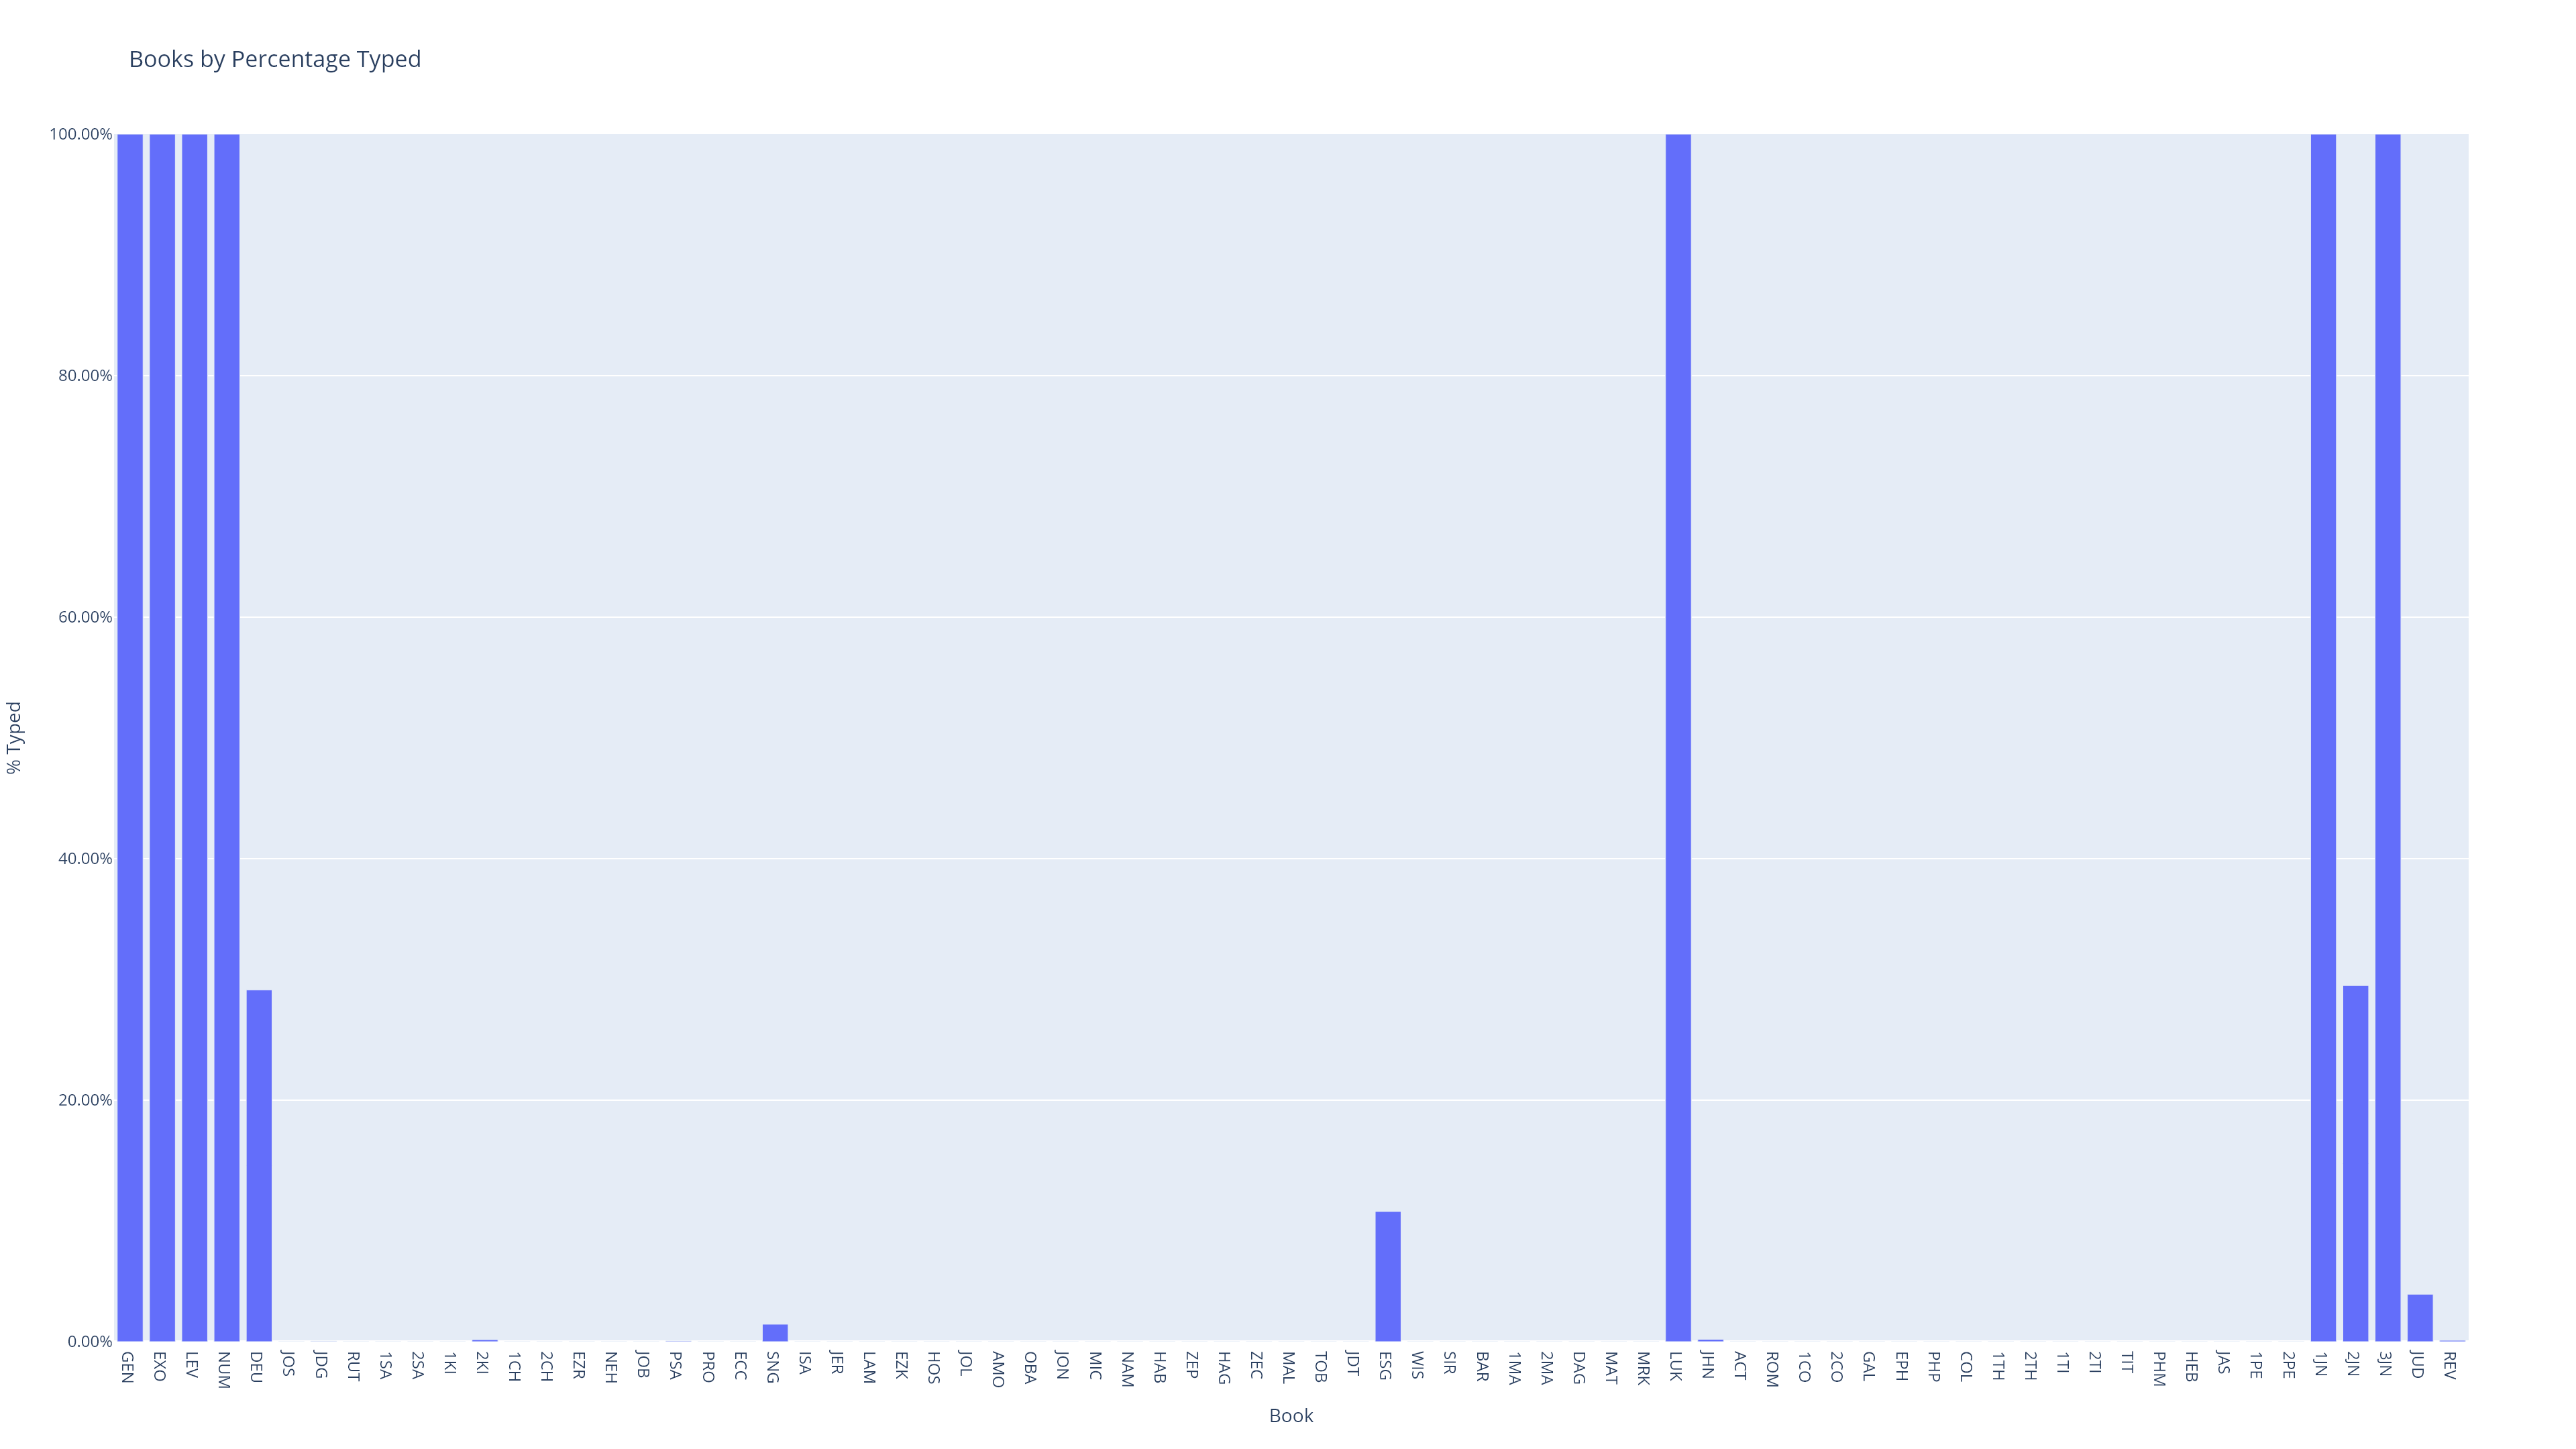 Books by Percentage Typed
100.00%
80.00%
60.00%
40.00%
20.00%
0.00%
% Typed
GEN EXO LEV NUM DEU JOS JDG RUT 1SA 2SA 1KI 2KI 1CH 2CH EZR NEH JOB PSA PRO ECC SNG ISA JER LAM EZK HOS JOL AMO OBA JON MIC NAM HAB ZEP HAG ZEC MAL TOB JDT ESG WIS SIR BAR 1MA 2MA DAG MAT MRK LUK JHN ACT ROM 1CO 2CO GAL EPH PHP COL 1TH 2TH 1TI 2TI TIT PHM HEB JAS 1PE 2PE 1JN 2JN 3JN JUD REV
Book